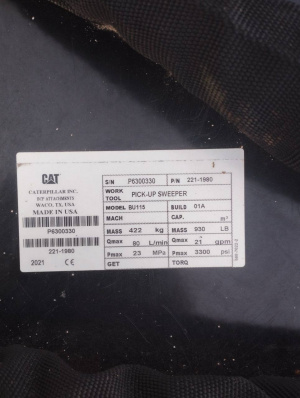 CAT
CATERPILLAR INC.
WACO, TX, USA
MADE IN USA
P6300330
221-1980
2021 CE
S/N P6300330 P/N 221-1980
WORK TOOL PICK-UP SWEEPER
MODEL BU115 BUILD 01A
MACH CAP. m³
MASS 422 kg MASS 930 LB
Qmax 80 L/min Qmax 21 gpm
Pmax 23 MPa Pmax 3300 psi
GET TORQ